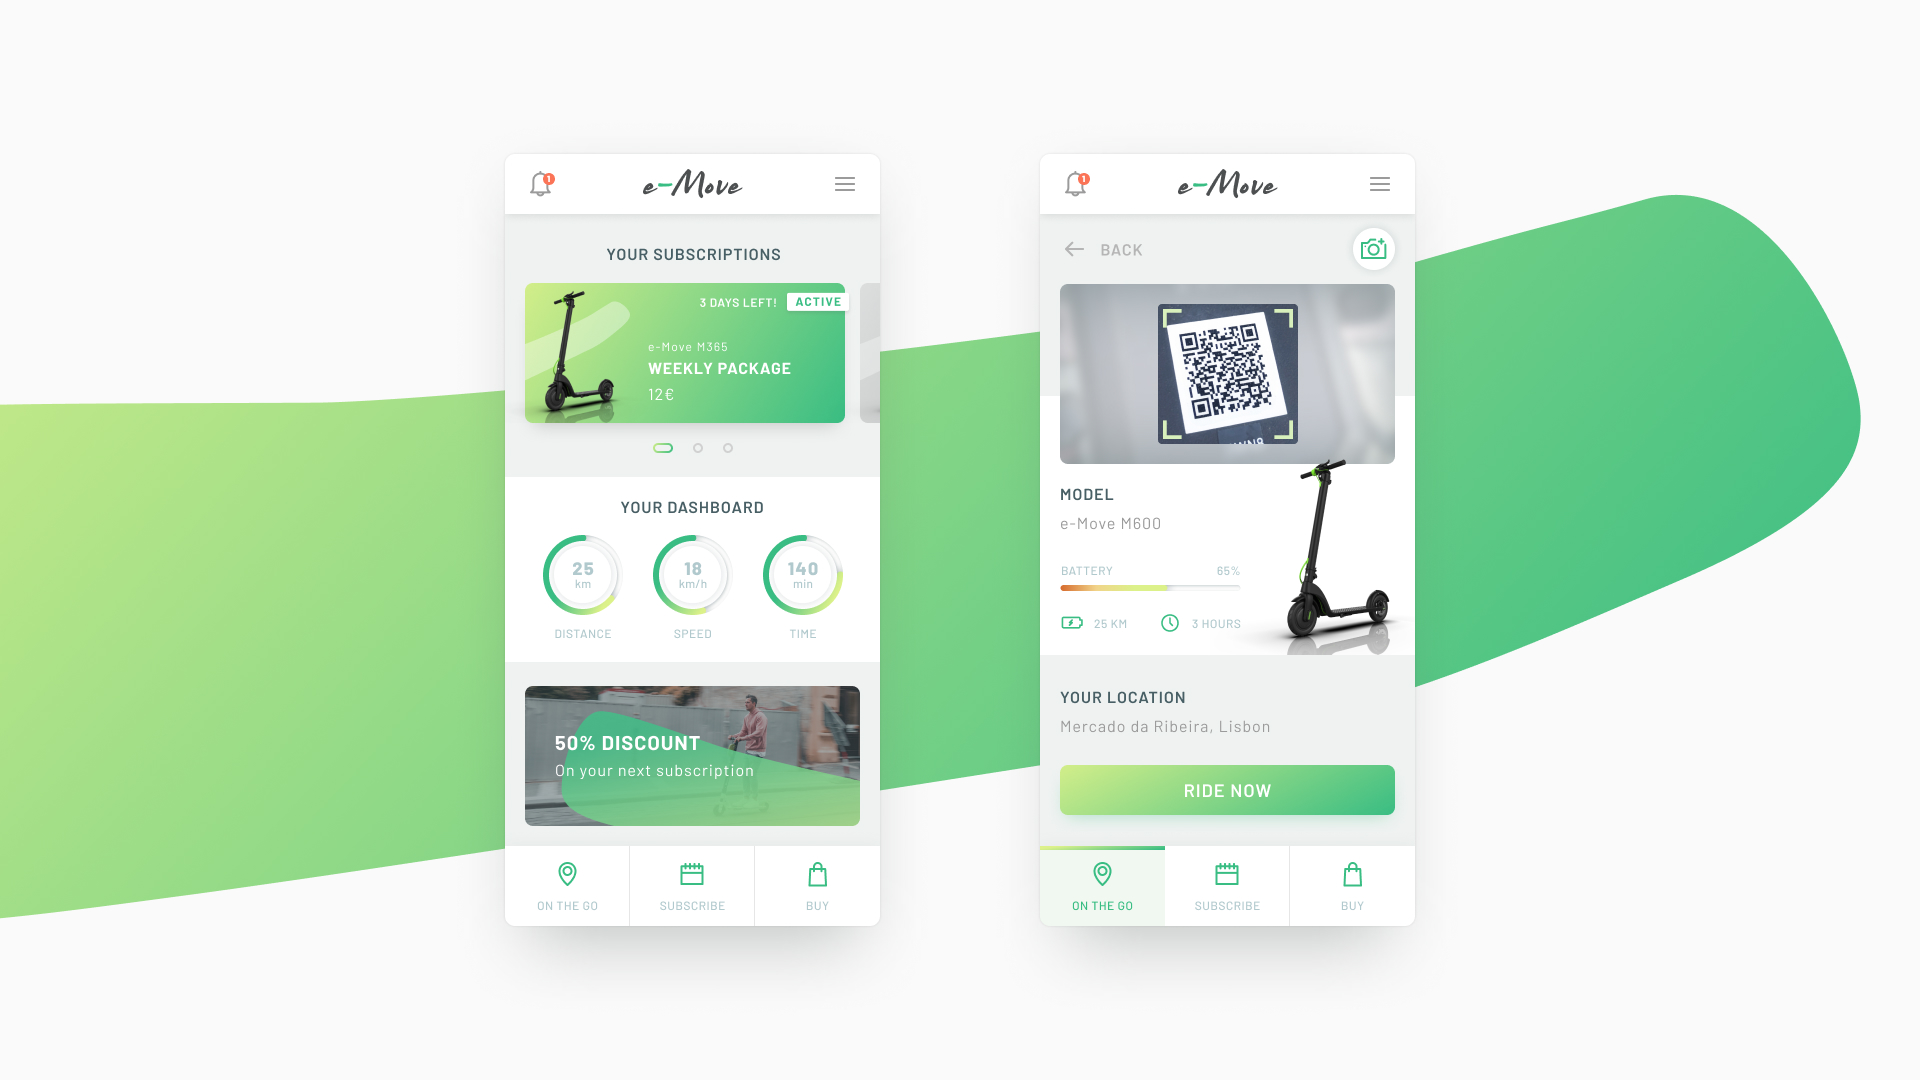 1
e-Move
YOUR SUBSCRIPTIONS
3 DAYS LEFT!
ACTIVE
e-Move M365
WEEKLY PACKAGE
12€
YOUR DASHBOARD
25
km
DISTANCE
18
km/h
SPEED
140
min
TIME
50% DISCOUNT
On your next subscription
ON THE GO
SUBSCRIBE
BUY
1
e-Move
BACK
MODEL
e-Move M600
BATTERY
65%
25 KM
3 HOURS
YOUR LOCATION
Mercado da Ribeira, Lisbon
RIDE NOW
ON THE GO
SUBSCRIBE
BUY